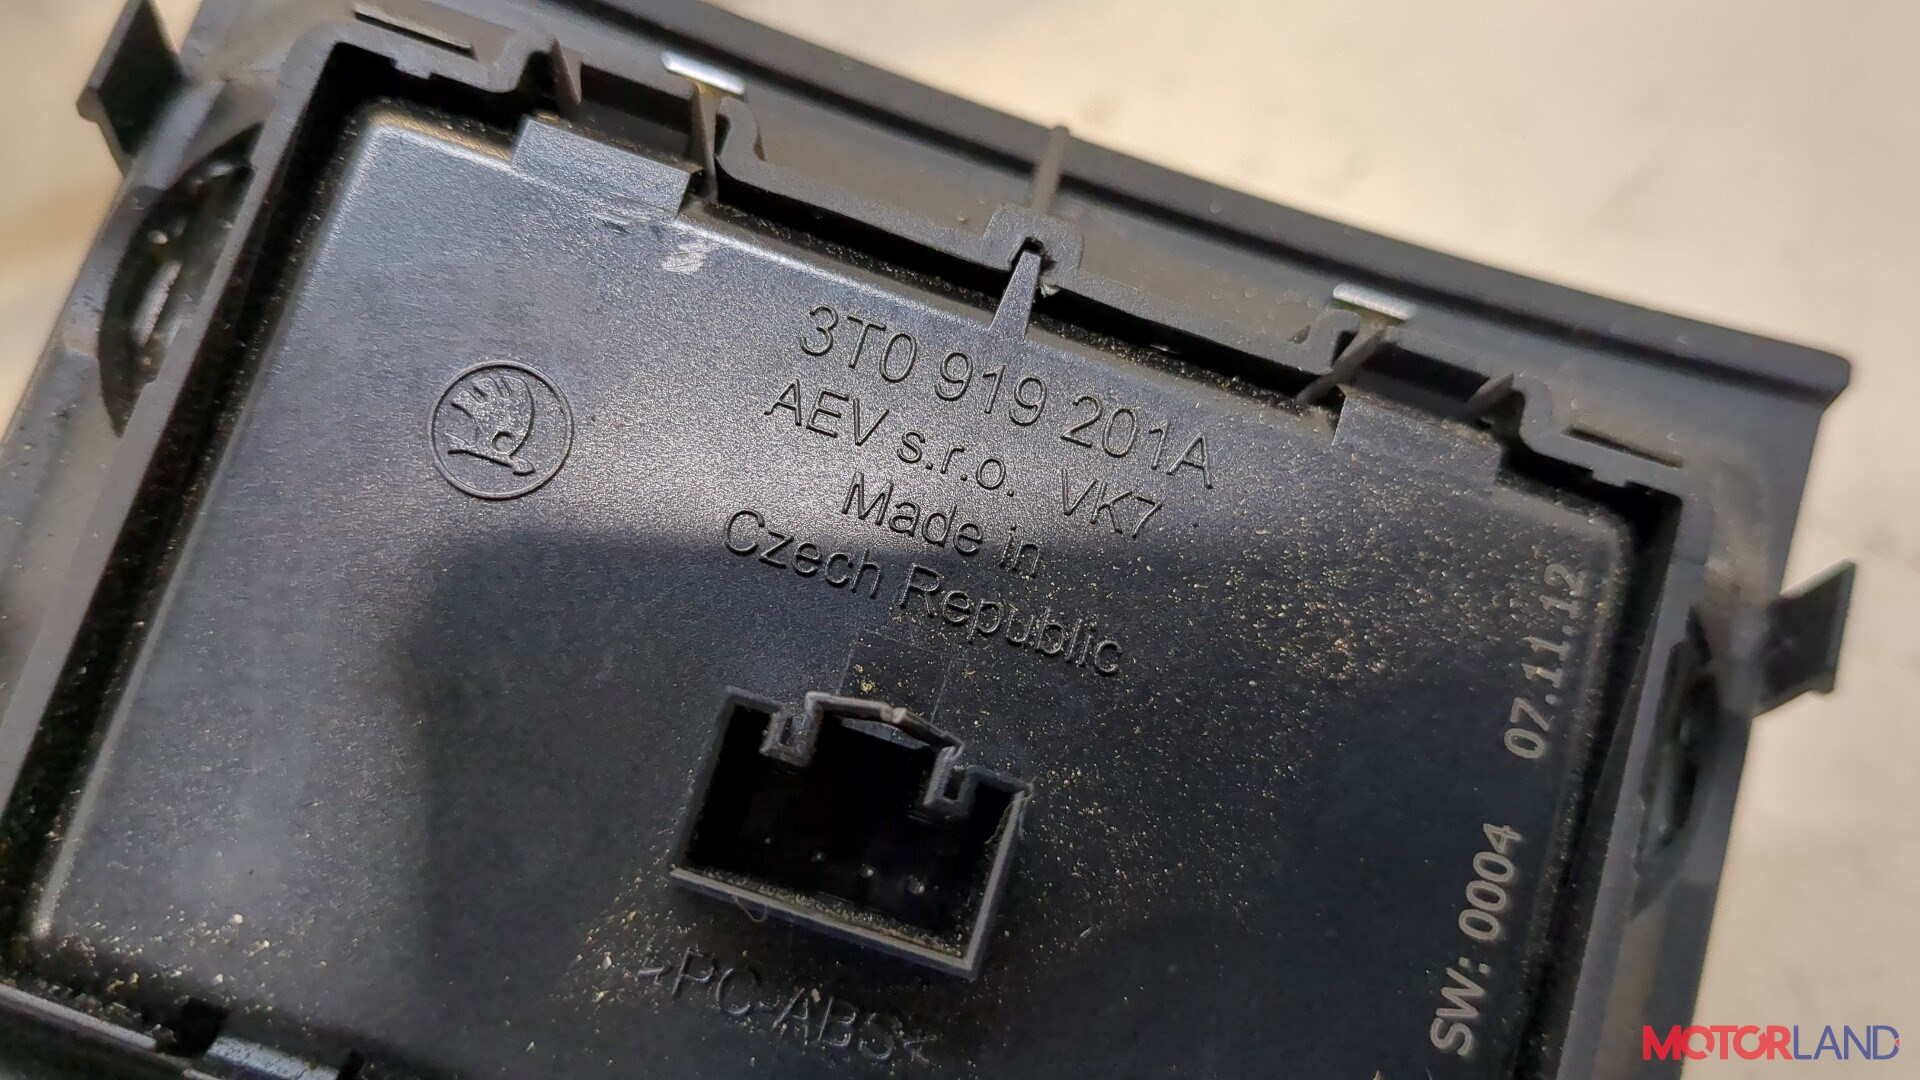 3T0 919 201A
AEV s.r.o. VK7
Made in
Czech Republic
>PC-ABS<
SW: 0004 07.11.12
MOTORLAND